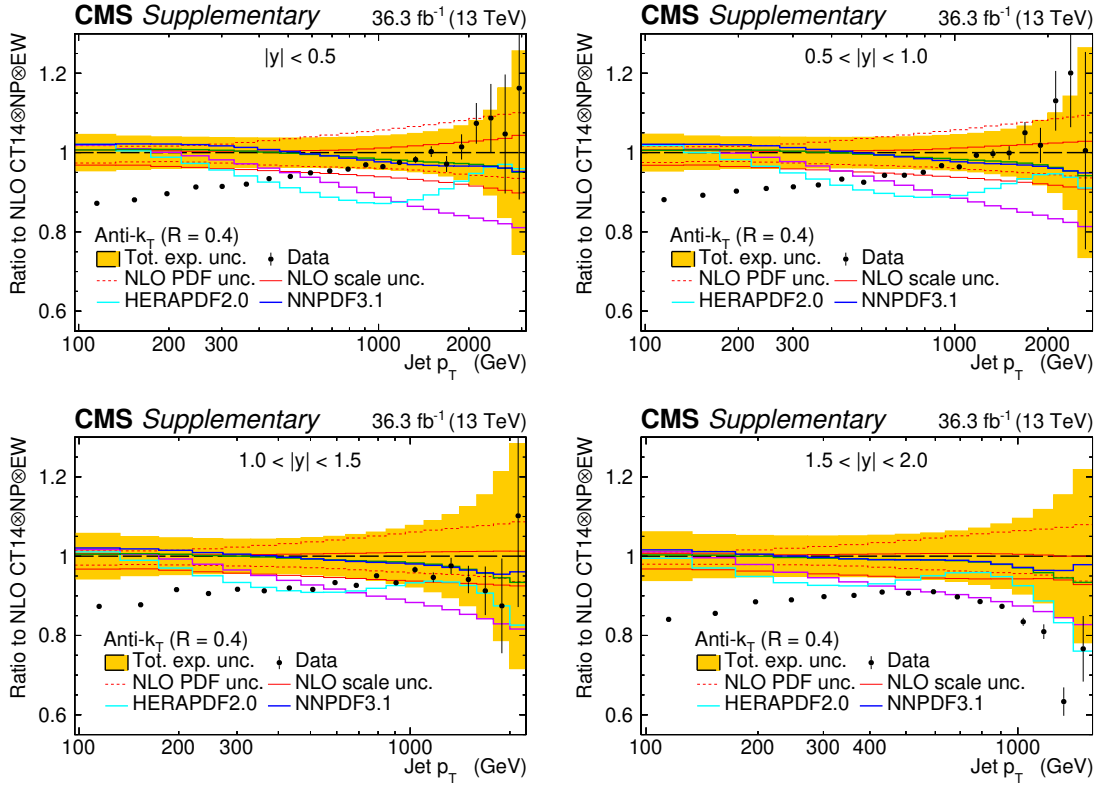 CMS Supplementary 36.3 fb⁻¹ (13 TeV)
|y| < 0.5
Ratio to NLO CT14⊗NP⊗EW
1.2
1
0.8
0.6
Anti-k_T (R = 0.4)
Tot. exp. unc. Data
NLO PDF unc. NLO scale unc.
HERAPDF2.0 NNPDF3.1
100 200 300 1000 2000
Jet p_T (GeV)
CMS Supplementary 36.3 fb⁻¹ (13 TeV)
0.5 < |y| < 1.0
Ratio to NLO CT14⊗NP⊗EW
1.2
1
0.8
0.6
Anti-k_T (R = 0.4)
Tot. exp. unc. Data
NLO PDF unc. NLO scale unc.
HERAPDF2.0 NNPDF3.1
100 200 300 1000 2000
Jet p_T (GeV)
CMS Supplementary 36.3 fb⁻¹ (13 TeV)
1.0 < |y| < 1.5
Ratio to NLO CT14⊗NP⊗EW
1.2
1
0.8
0.6
Anti-k_T (R = 0.4)
Tot. exp. unc. Data
NLO PDF unc. NLO scale unc.
HERAPDF2.0 NNPDF3.1
100 200 300 1000
Jet p_T (GeV)
CMS Supplementary 36.3 fb⁻¹ (13 TeV)
1.5 < |y| < 2.0
Ratio to NLO CT14⊗NP⊗EW
1.2
1
0.8
0.6
Anti-k_T (R = 0.4)
Tot. exp. unc. Data
NLO PDF unc. NLO scale unc.
HERAPDF2.0 NNPDF3.1
100 200 300 400 1000
Jet p_T (GeV)